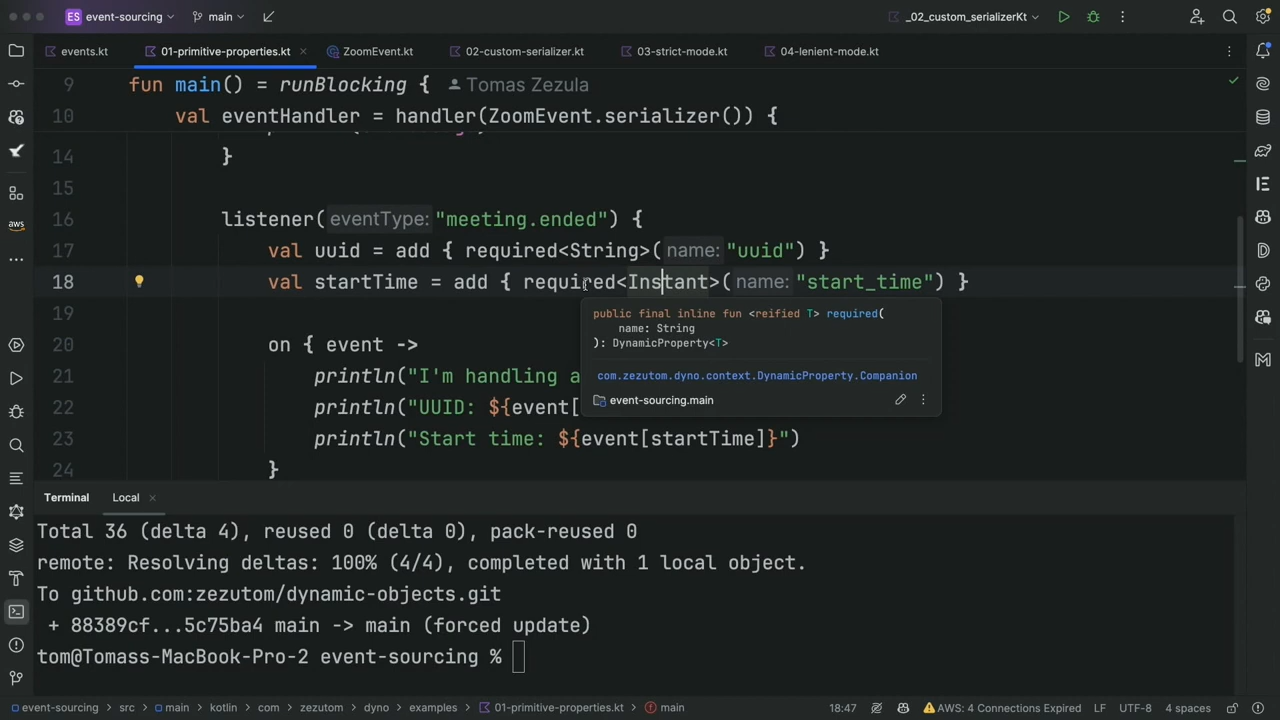 ES event-sourcing main _02_custom_serializerKt
events.kt 01-primitive-properties.kt ZoomEvent.kt 02-custom-serializer.kt 03-strict-mode.kt 04-lenient-mode.kt
9 fun main() = runBlocking { Tomas Zezula
10 val eventHandler = handler(ZoomEvent.serializer()) {
14 }
15
16 listener( eventType: "meeting.ended") {
17 val uuid = add { required<String>( name: "uuid") }
18 val startTime = add { required<Instant>( name: "start_time") }
19
public final inline fun <reified T> required(
name: String
): DynamicProperty<T>
com.zezutom.dyno.context.DynamicProperty.Companion
event-sourcing.main
20 on { event ->
21 println("I'm handling a
22 println("UUID: ${event[
23 println("Start time: ${event[startTime]}")
24 }
Terminal Local
Total 36 (delta 4), reused 0 (delta 0), pack-reused 0
remote: Resolving deltas: 100% (4/4), completed with 1 local object.
To github.com:zezutom/dynamic-objects.git
+ 88389cf...5c75ba4 main -> main (forced update)
tom@Tomass-MacBook-Pro-2 event-sourcing %
event-sourcing src main kotlin com zezutom dyno examples 01-primitive-properties.kt main 18:47 AWS: 4 Connections Expired LF UTF-8 4 spaces